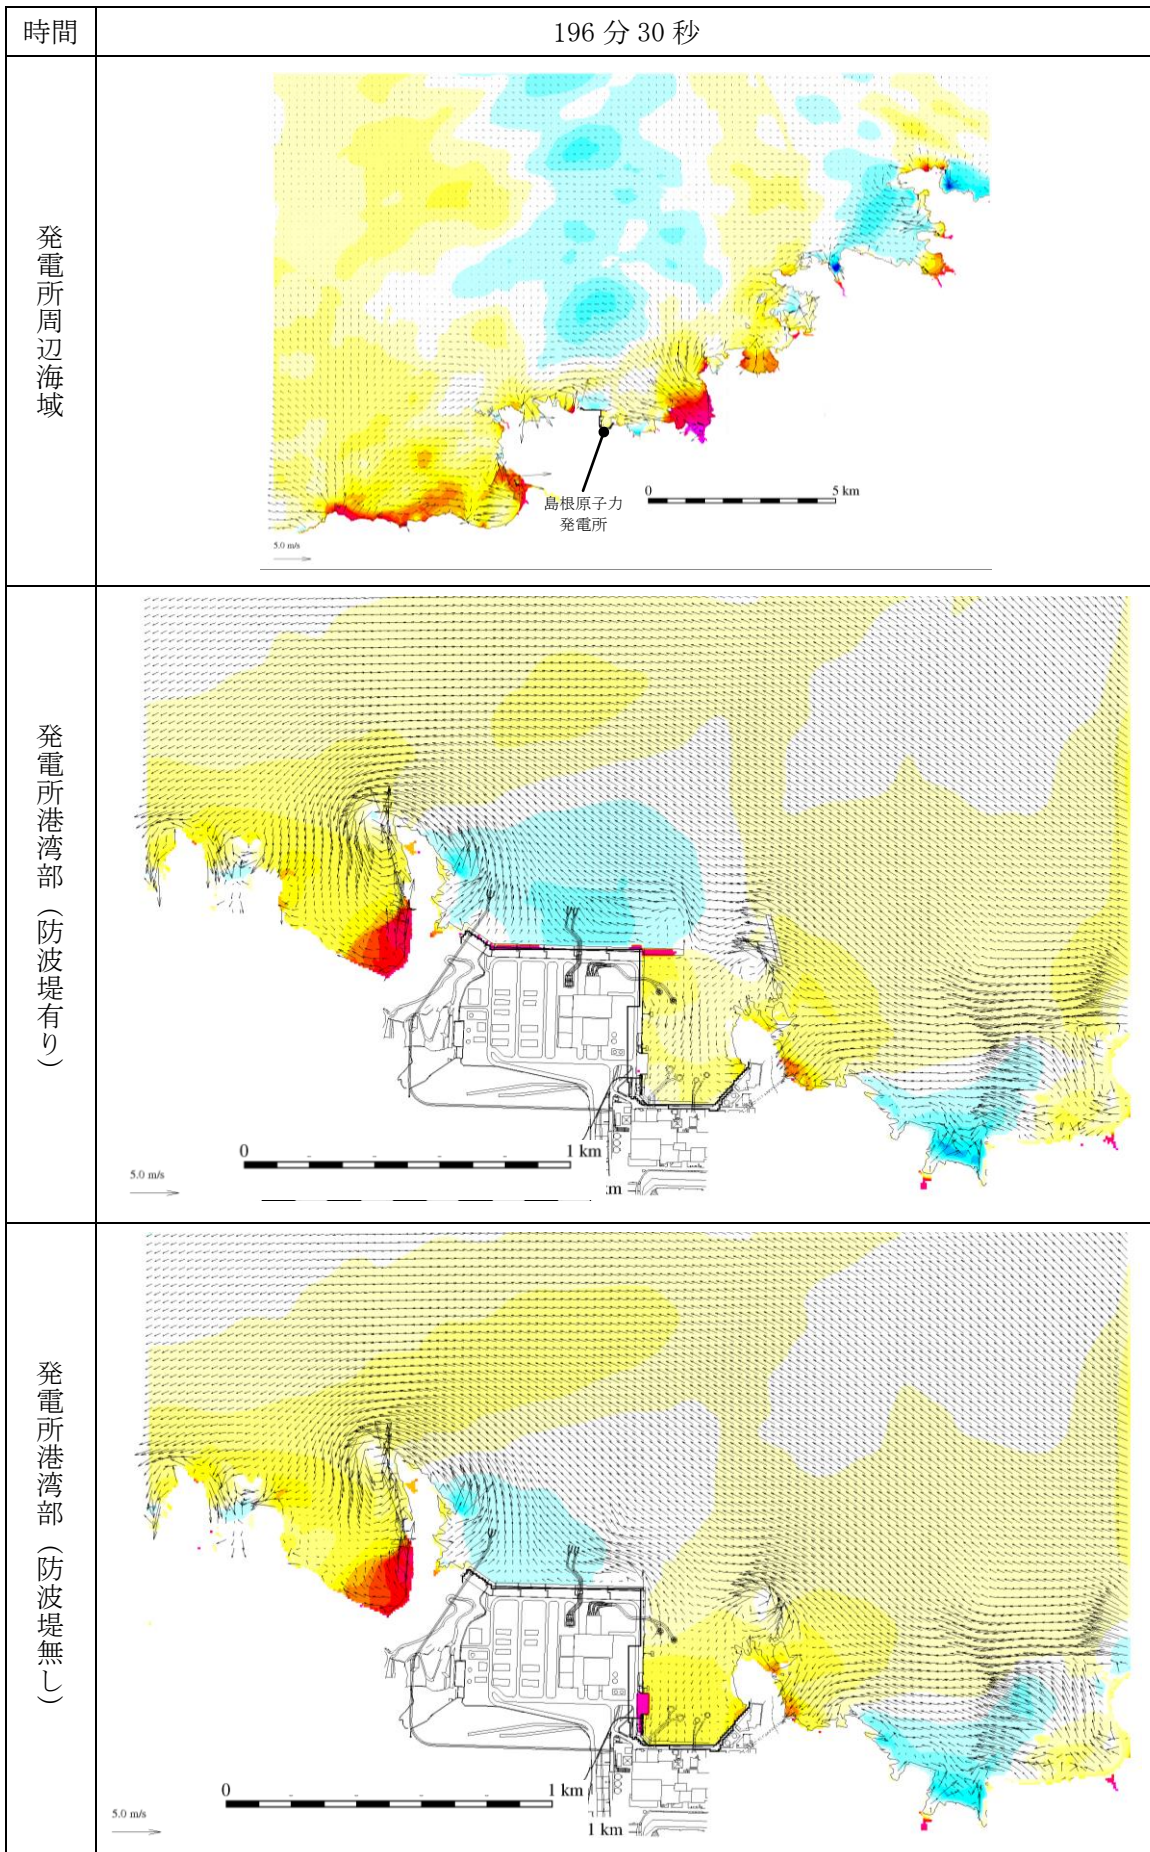 時間
196 分 30 秒
発電所周辺海域
島根原子力
発電所
0
5 km
5.0 m/s
発電所港湾部（防波堤有り）
0
1 km
5.0 m/s
km
発電所港湾部（防波堤無し）
0
1 km
5.0 m/s
1 km